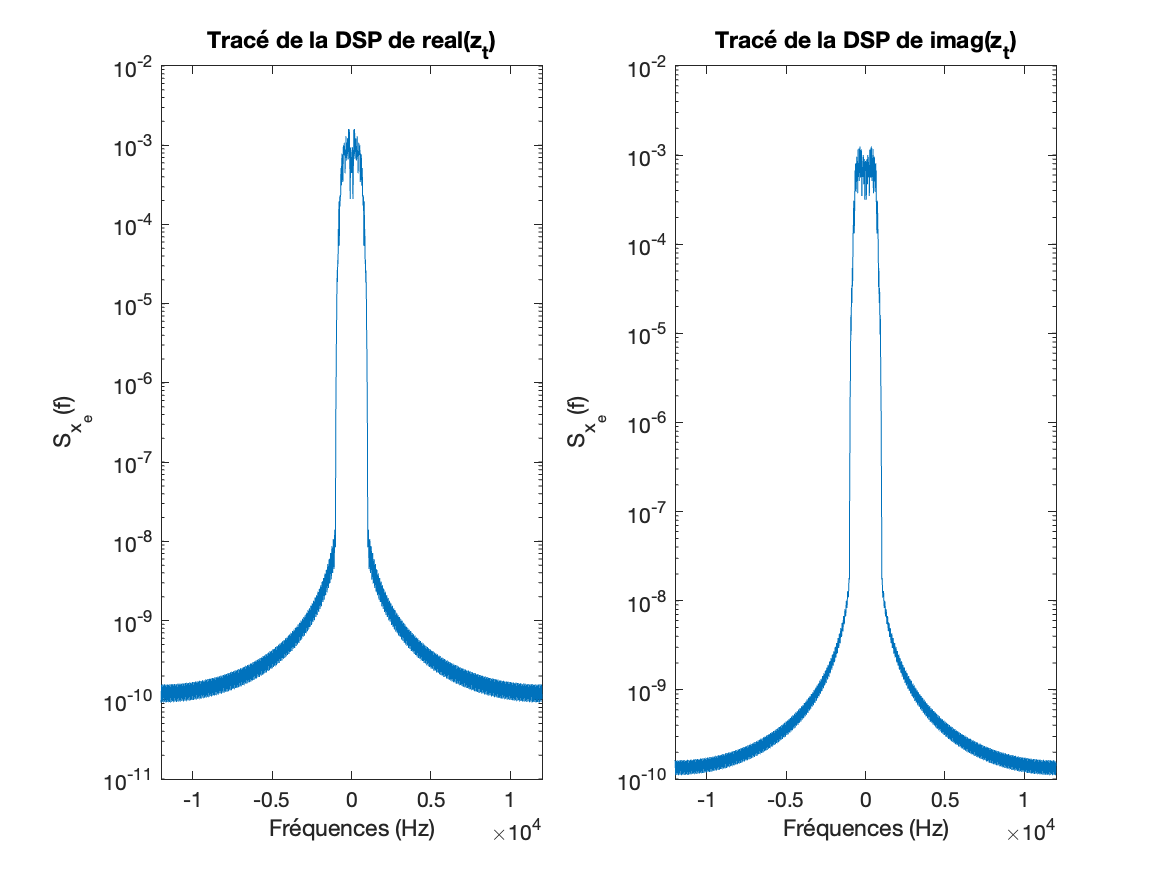 Tracé de la DSP de real(z_t)
10^-2
10^-3
10^-4
10^-5
10^-6
10^-7
10^-8
10^-9
10^-10
10^-11
S_x_e(f)
-1 -0.5 0 0.5 1
Fréquences (Hz)
×10^4
Tracé de la DSP de imag(z_t)
10^-2
10^-3
10^-4
10^-5
10^-6
10^-7
10^-8
10^-9
10^-10
S_x_e(f)
-1 -0.5 0 0.5 1
Fréquences (Hz)
×10^4